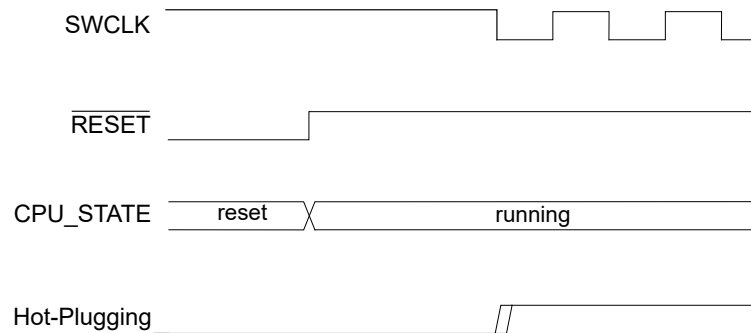 SWCLK
RESET
CPU_STATE
reset
running
Hot-Plugging